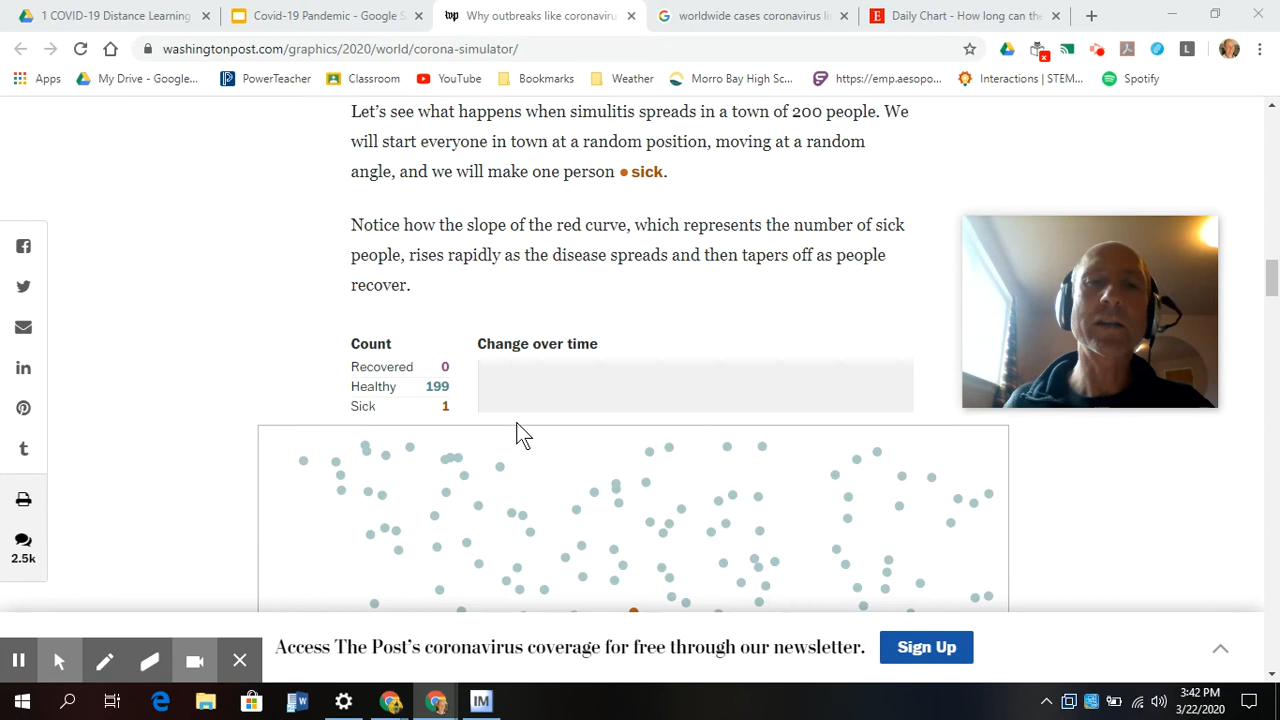 1 COVID-19 Distance Learning
Covid-19 Pandemic - Google S
wp Why outbreaks like coronaviru
worldwide cases coronavirus li
Daily Chart - How long can the
washingtonpost.com/graphics/2020/world/corona-simulator/
Apps
My Drive - Google...
PowerTeacher
Classroom
YouTube
Bookmarks
Weather
Morro Bay High Sc...
https://emp.aesopo...
Interactions | STEM...
Spotify
Let's see what happens when simulitis spreads in a town of 200 people. We
will start everyone in town at a random position, moving at a random
angle, and we will make one person sick.
Notice how the slope of the red curve, which represents the number of sick
people, rises rapidly as the disease spreads and then tapers off as people
recover.
Count
Recovered 0
Healthy 199
Sick 1
Change over time
2.5k
Access The Post's coronavirus coverage for free through our newsletter.
Sign Up
IM
3:42 PM
3/22/2020